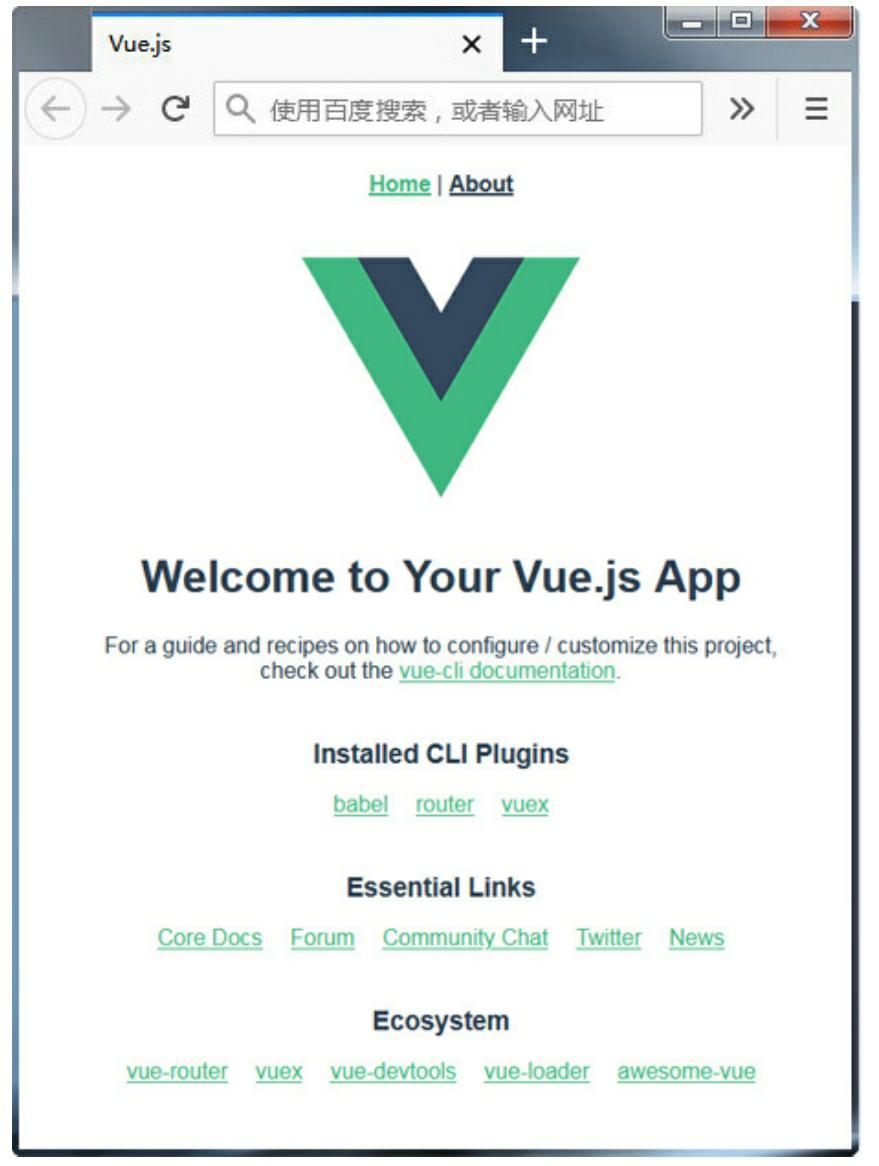 Vue.js
使用百度搜索，或者输入网址
Home | About
Welcome to Your Vue.js App
For a guide and recipes on how to configure / customize this project,
check out the vue-cli documentation.
Installed CLI Plugins
babel router vuex
Essential Links
Core Docs Forum Community Chat Twitter News
Ecosystem
vue-router vuex vue-devtools vue-loader awesome-vue